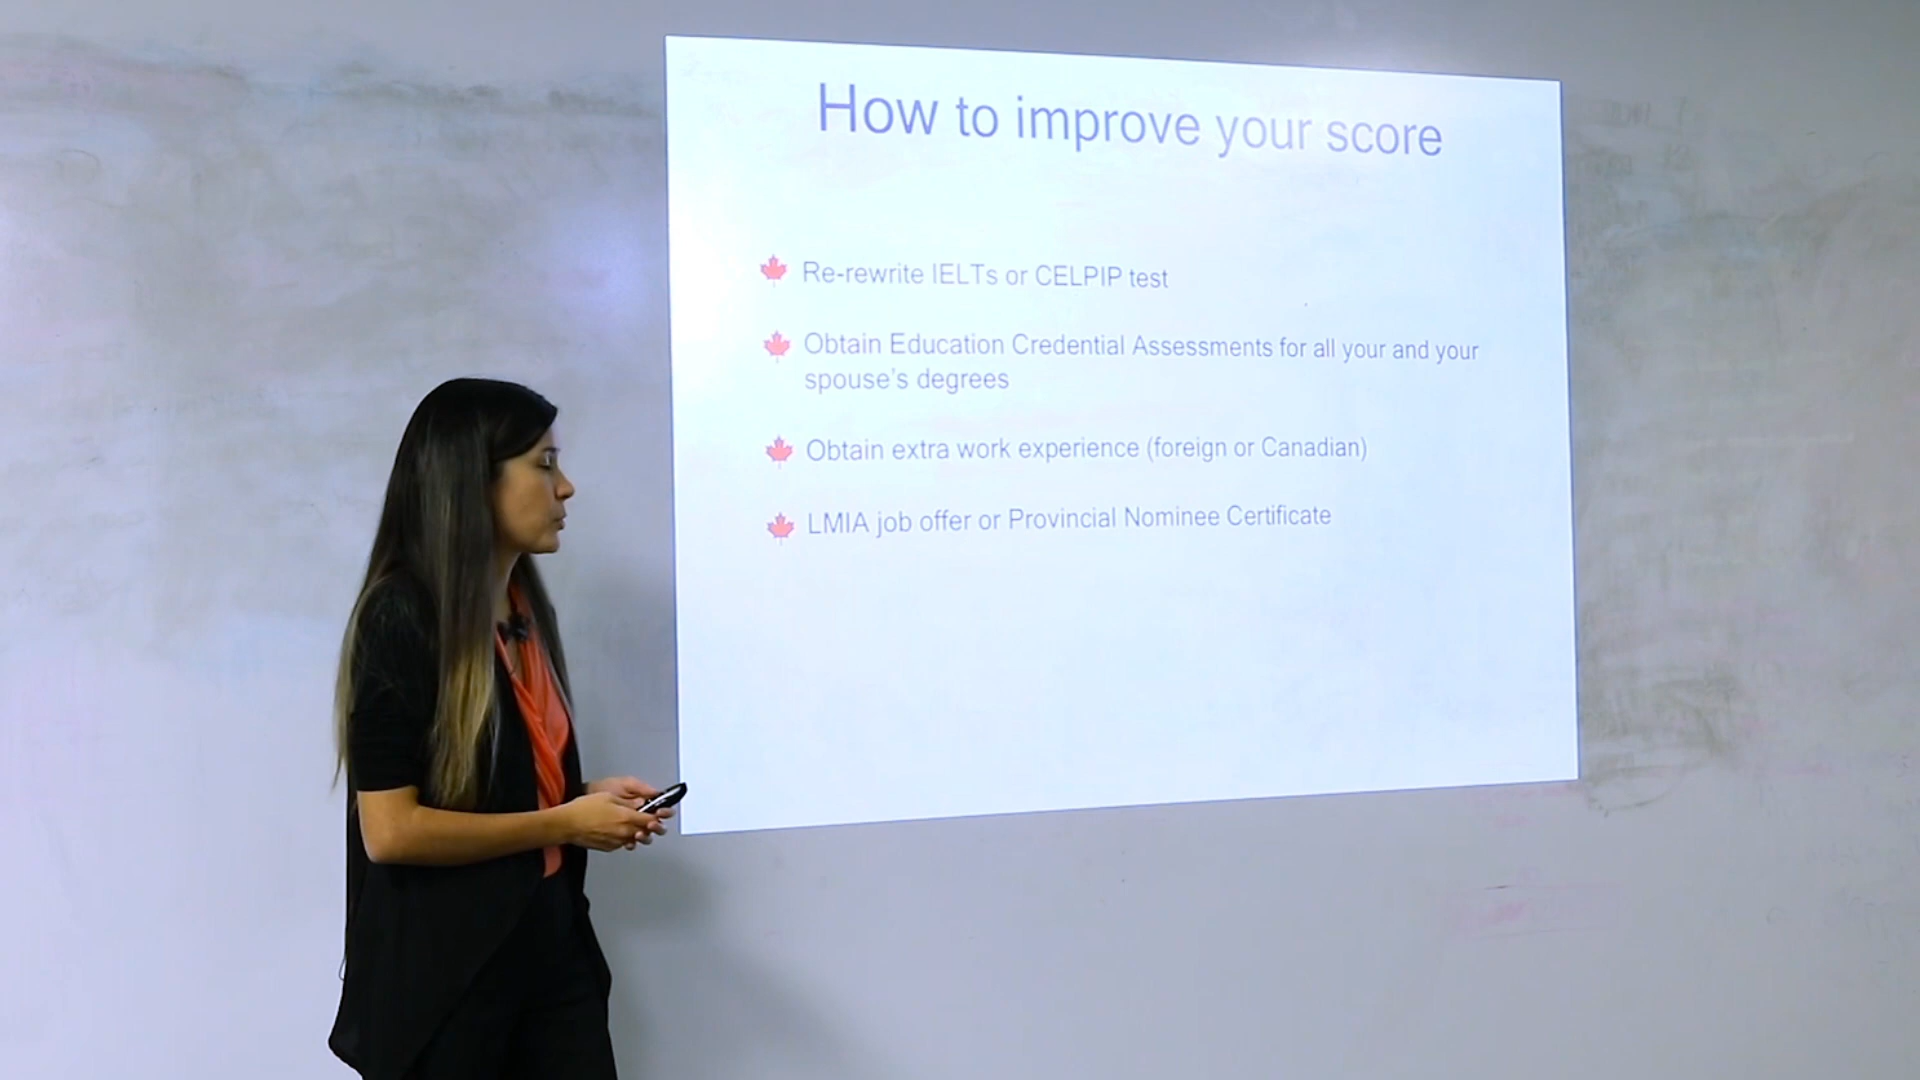 How to improve your score
Re-rewrite IELTs or CELPIP test
Obtain Education Credential Assessments for all your and your
spouse's degrees
Obtain extra work experience (foreign or Canadian)
LMIA job offer or Provincial Nominee Certificate